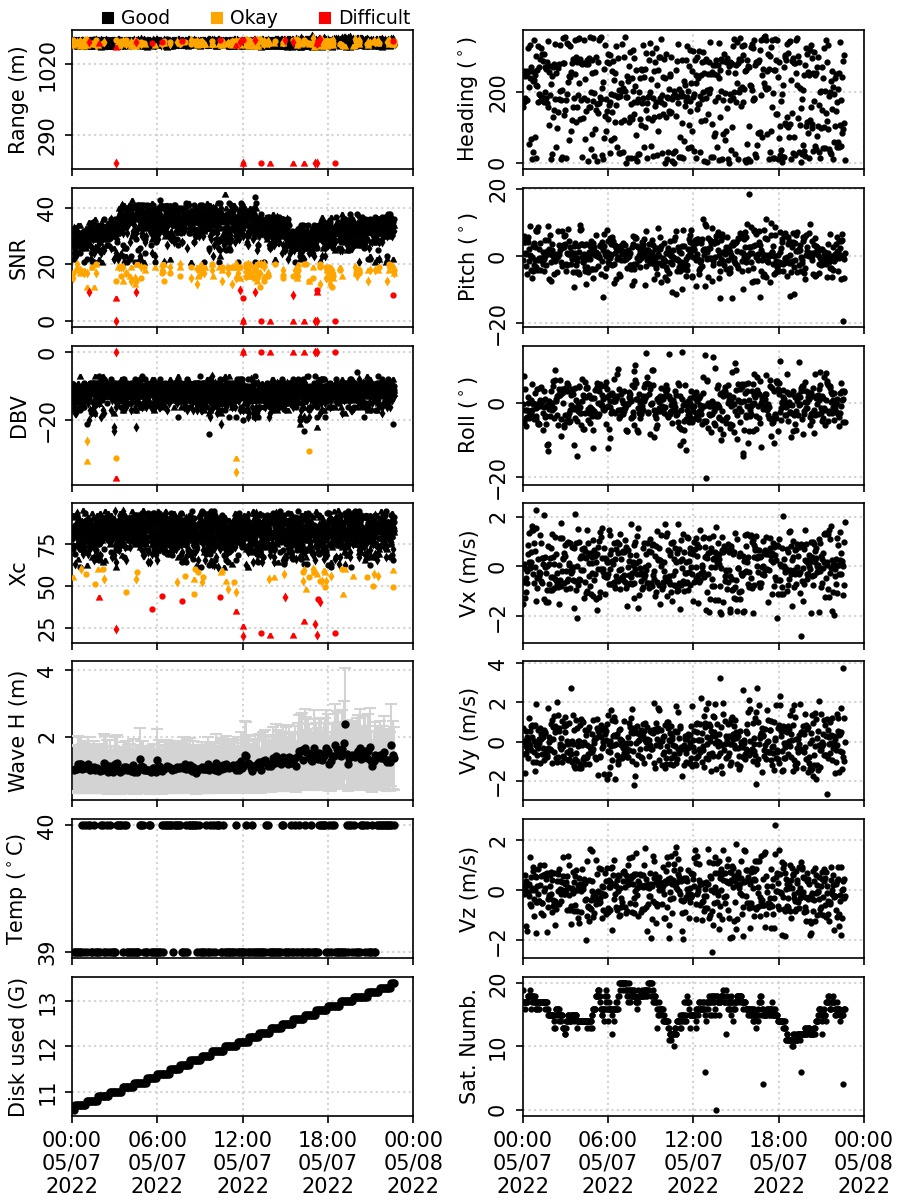 Good Okay Difficult
Range (m)
1020
290
Heading (°)
200
0
SNR
40
20
0
Pitch (°)
20
0
−20
DBV
0
−20
Roll (°)
0
−20
Xc
75
50
25
Vx (m/s)
2
0
−2
Wave H (m)
4
2
Vy (m/s)
4
2
0
−2
Temp (°C)
40
39
Vz (m/s)
2
0
−2
Disk used (G)
13
12
11
Sat. Numb.
20
10
0
00:00 06:00 12:00 18:00 00:00 00:00 06:00 12:00 18:00 00:00
05/07 05/07 05/07 05/07 05/08 05/07 05/07 05/07 05/07 05/08
2022 2022 2022 2022 2022 2022 2022 2022 2022 2022